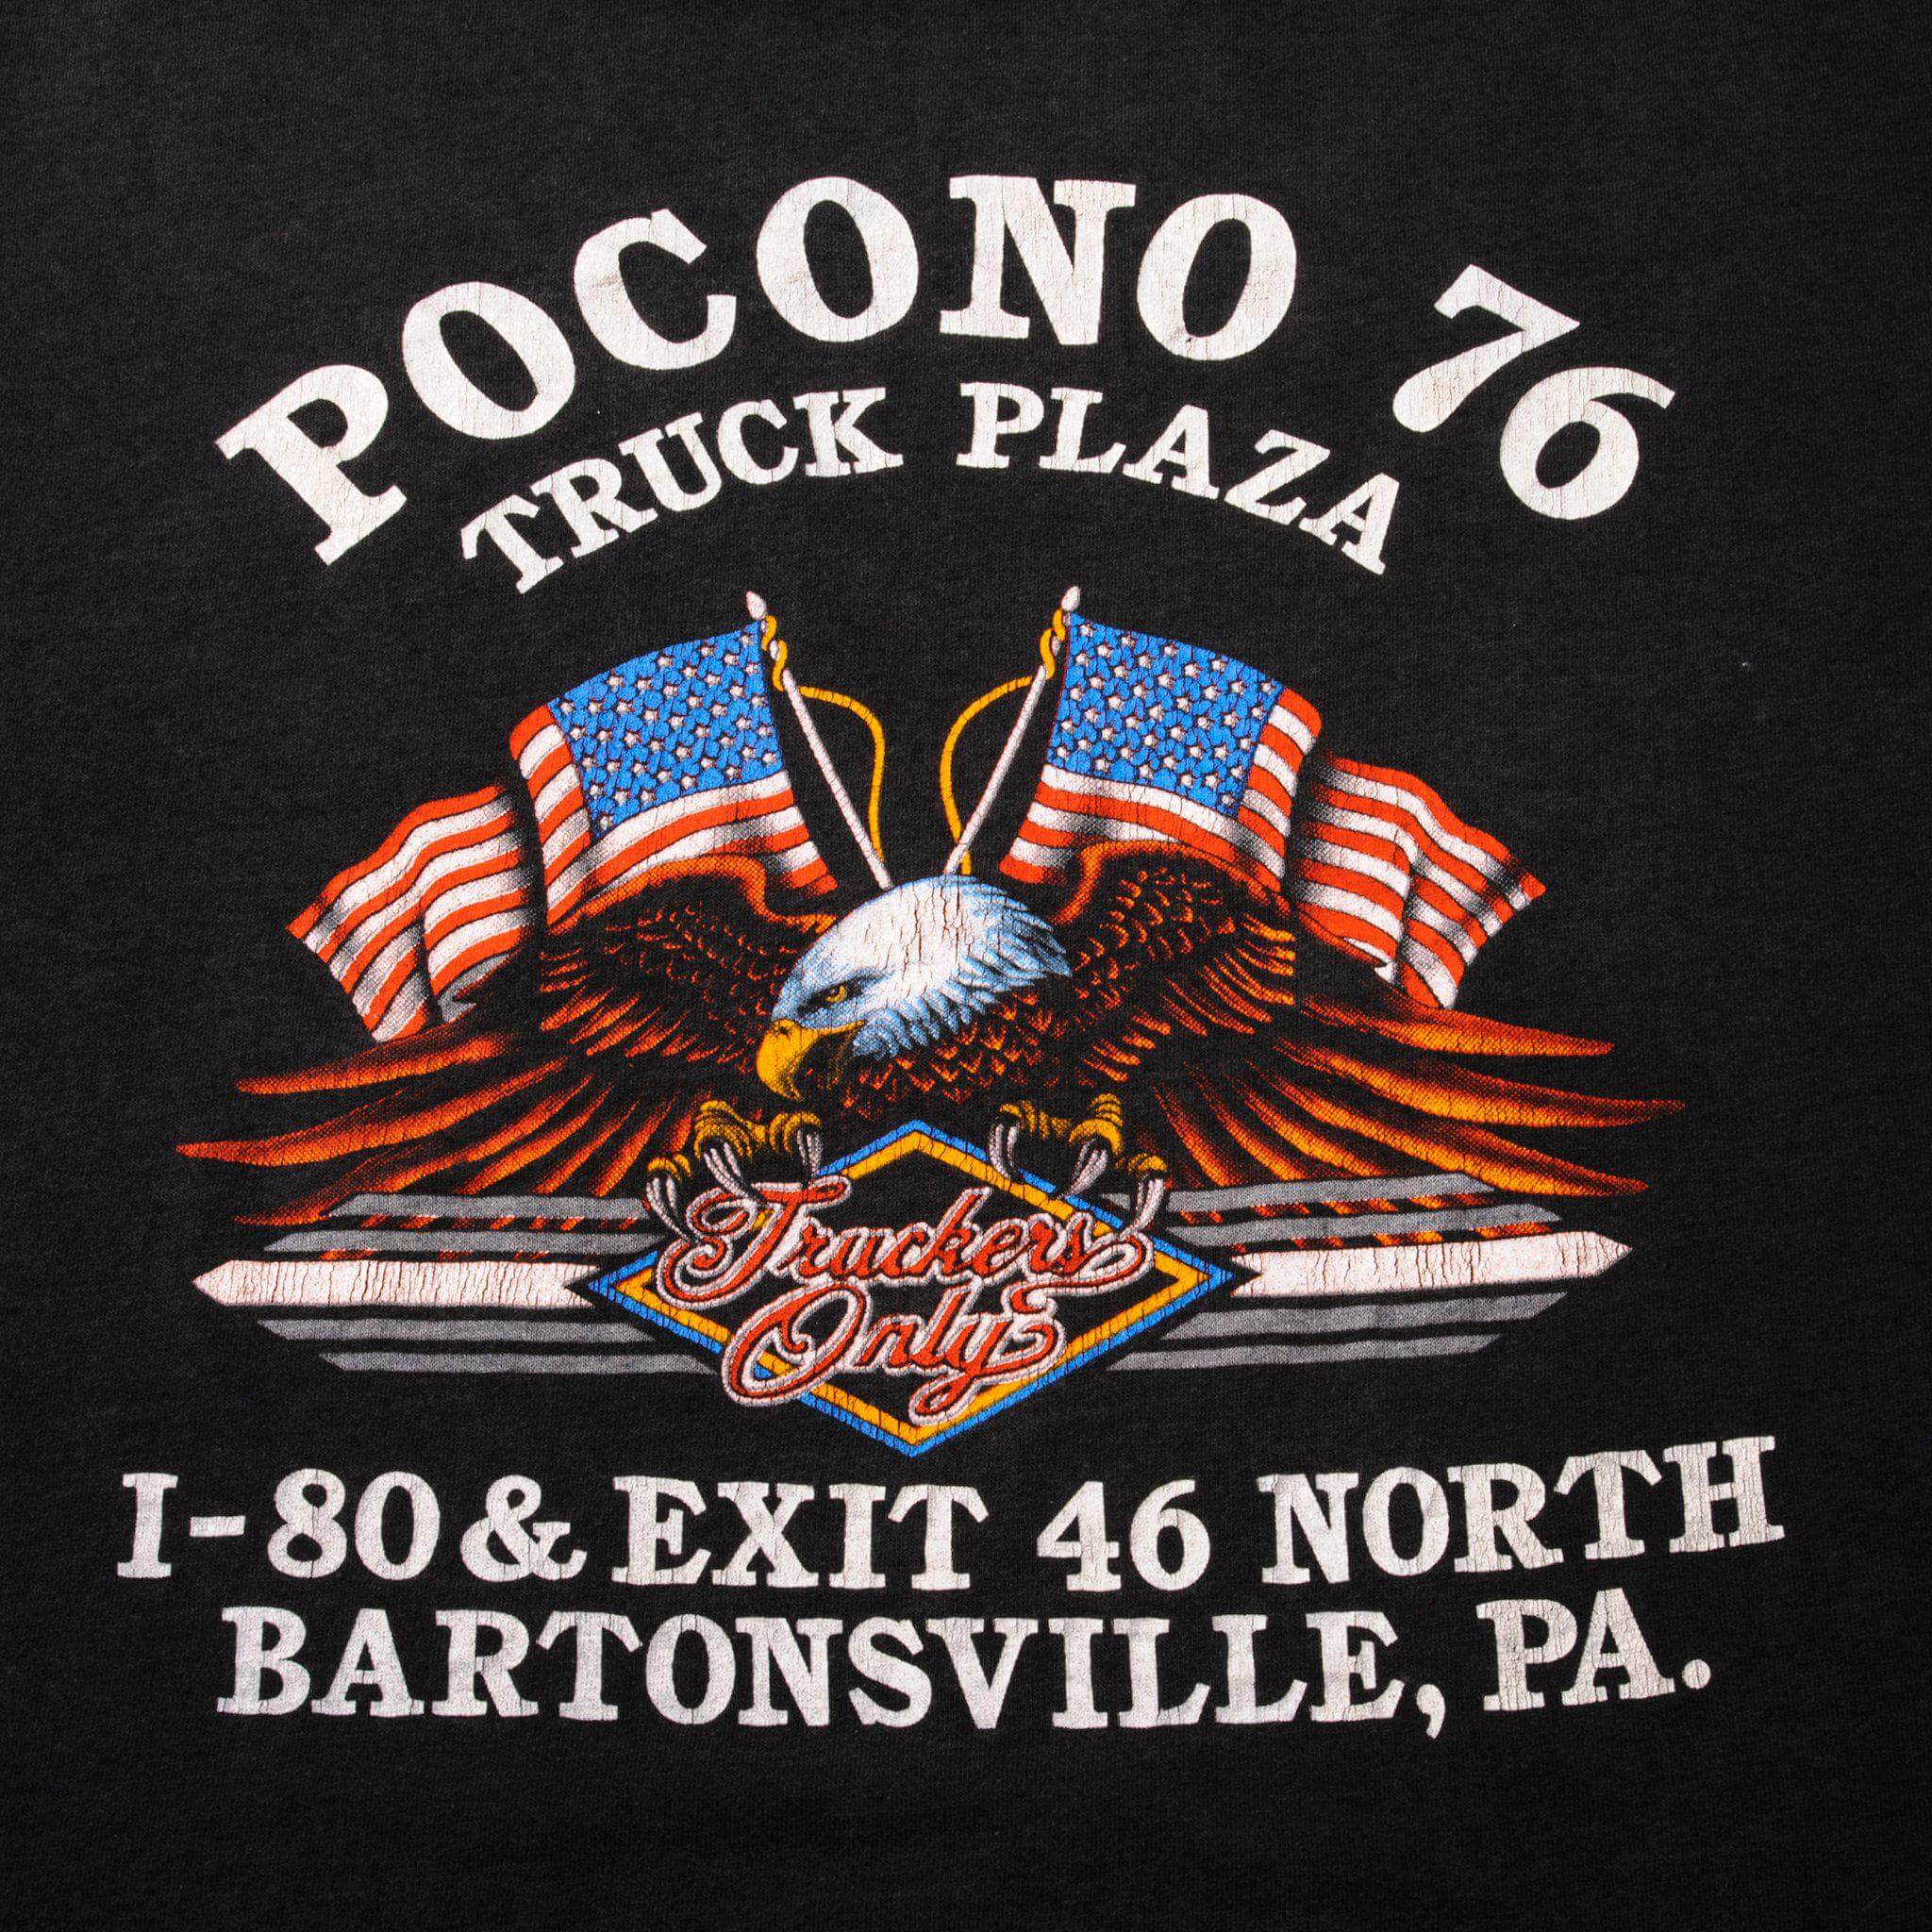 POCONO 76
TRUCK PLAZA
Truckers
Only
I-80 & EXIT 46 NORTH
BARTONSVILLE, PA.